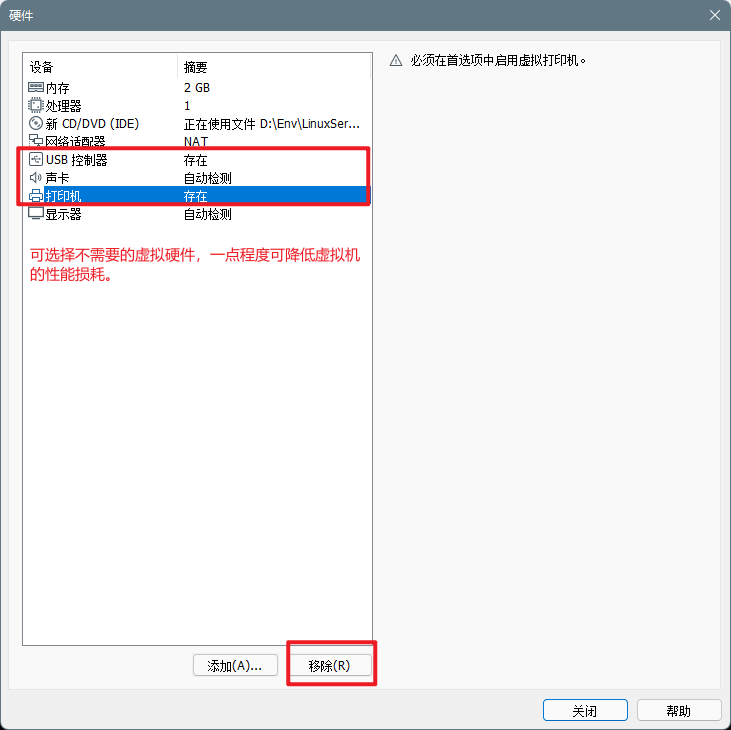 硬件
设备 摘要
内存 2 GB
处理器 1
新 CD/DVD (IDE) 正在使用文件 D:\Env\LinuxSer...
网络适配器 NAT
USB 控制器 存在
声卡 自动检测
打印机 存在
显示器 自动检测
必须在首选项中启用虚拟打印机。
可选择不需要的虚拟硬件，一点程度可降低虚拟机
的性能损耗。
添加(A)... 移除(R)
关闭 帮助